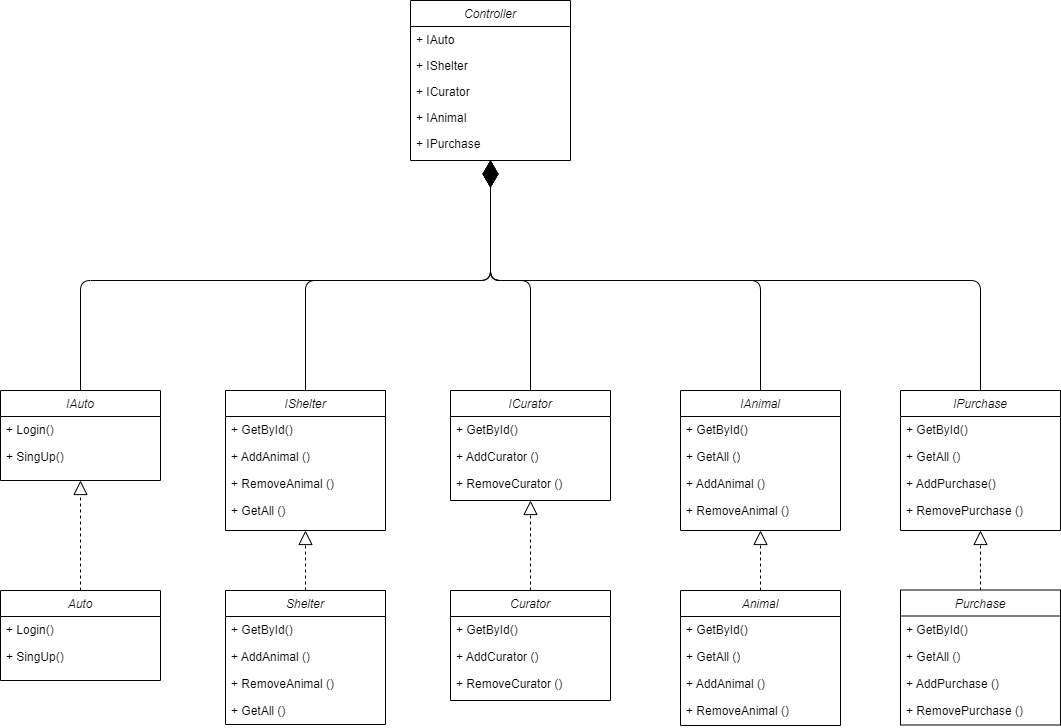 Controller
+ IAuto
+ IShelter
+ ICurator
+ IAnimal
+ IPurchase
IAuto
+ Login()
+ SingUp()
IShelter
+ GetById()
+ AddAnimal ()
+ RemoveAnimal ()
+ GetAll ()
ICurator
+ GetById()
+ AddCurator ()
+ RemoveCurator ()
IAnimal
+ GetById()
+ GetAll ()
+ AddAnimal ()
+ RemoveAnimal ()
IPurchase
+ GetById()
+ GetAll ()
+ AddPurchase()
+ RemovePurchase ()
Auto
+ Login()
+ SingUp()
Shelter
+ GetById()
+ AddAnimal ()
+ RemoveAnimal ()
+ GetAll ()
Curator
+ GetById()
+ AddCurator ()
+ RemoveCurator ()
Animal
+ GetById()
+ GetAll ()
+ AddAnimal ()
+ RemoveAnimal ()
Purchase
+ GetById()
+ GetAll ()
+ AddPurchase ()
+ RemovePurchase ()